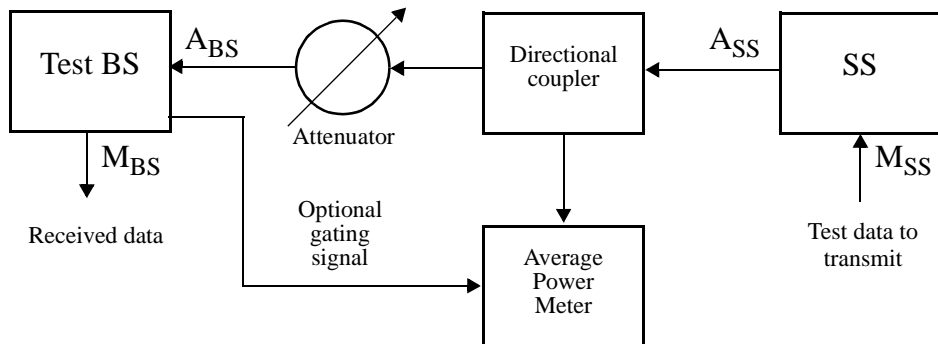 Test BS
A_BS
Attenuator
Directional
coupler
A_SS
SS
M_BS
Received data
Optional
gating
signal
Average
Power
Meter
M_SS
Test data to
transmit